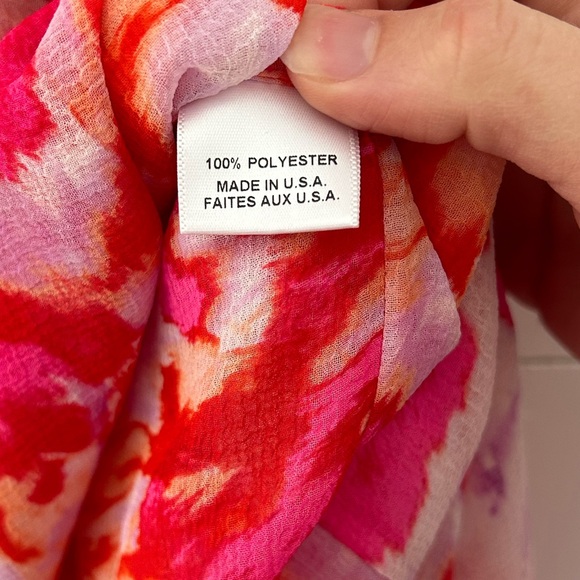 100% POLYESTER
MADE IN U.S.A.
FAITES AUX U.S.A.